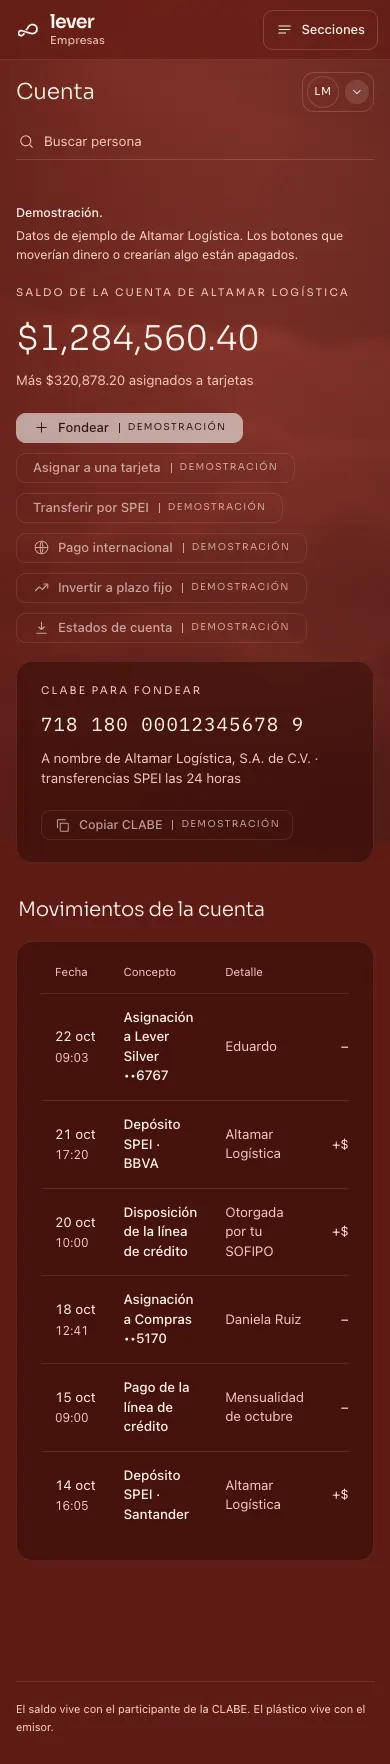 lever
Empresas
Secciones
Cuenta
LM
Buscar persona
Demostración.
Datos de ejemplo de Altamar Logística. Los botones que
moverían dinero o crearían algo están apagados.
SALDO DE LA CUENTA DE ALTAMAR LOGÍSTICA
$1,284,560.40
Más $320,878.20 asignados a tarjetas
Fondear | DEMOSTRACIÓN
Asignar a una tarjeta | DEMOSTRACIÓN
Transferir por SPEI | DEMOSTRACIÓN
Pago internacional | DEMOSTRACIÓN
Invertir a plazo fijo | DEMOSTRACIÓN
Estados de cuenta | DEMOSTRACIÓN
CLABE PARA FONDEAR
718 180 00012345678 9
A nombre de Altamar Logística, S.A. de C.V. ·
transferencias SPEI las 24 horas
Copiar CLABE | DEMOSTRACIÓN
Movimientos de la cuenta
Fecha Concepto Detalle
22 oct
09:03
Asignación
a Lever
Silver
••6767
Eduardo
–
21 oct
17:20
Depósito
SPEI ·
BBVA
Altamar
Logística
+$
20 oct
10:00
Disposición
de la línea
de crédito
Otorgada
por tu
SOFIPO
+$
18 oct
12:41
Asignación
a Compras
••5170
Daniela Ruiz
–
15 oct
09:00
Pago de la
línea de
crédito
Mensualidad
de octubre
–
14 oct
16:05
Depósito
SPEI ·
Santander
Altamar
Logística
+$
El saldo vive con el participante de la CLABE. El plástico vive con el
emisor.